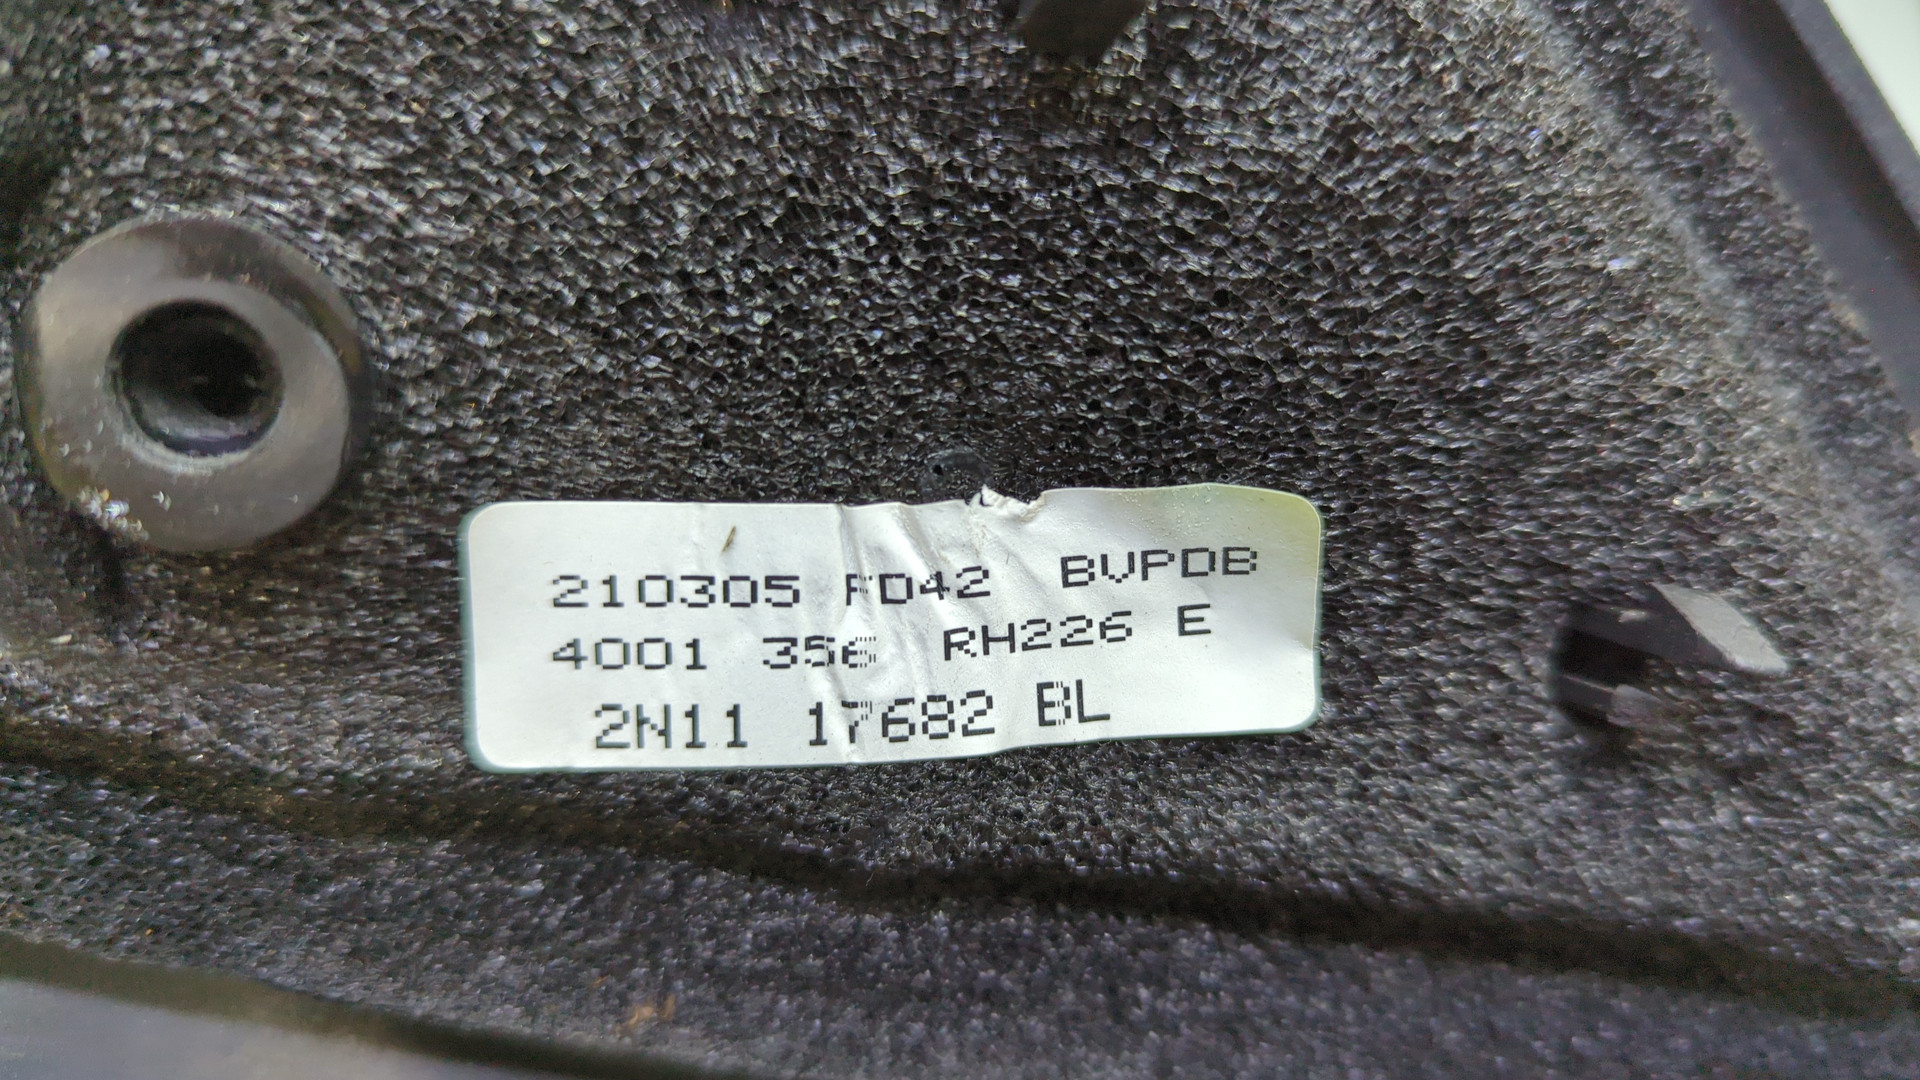 210305 FD42 BVPDB
4001 356 RH226 E
2N11 17682 BL